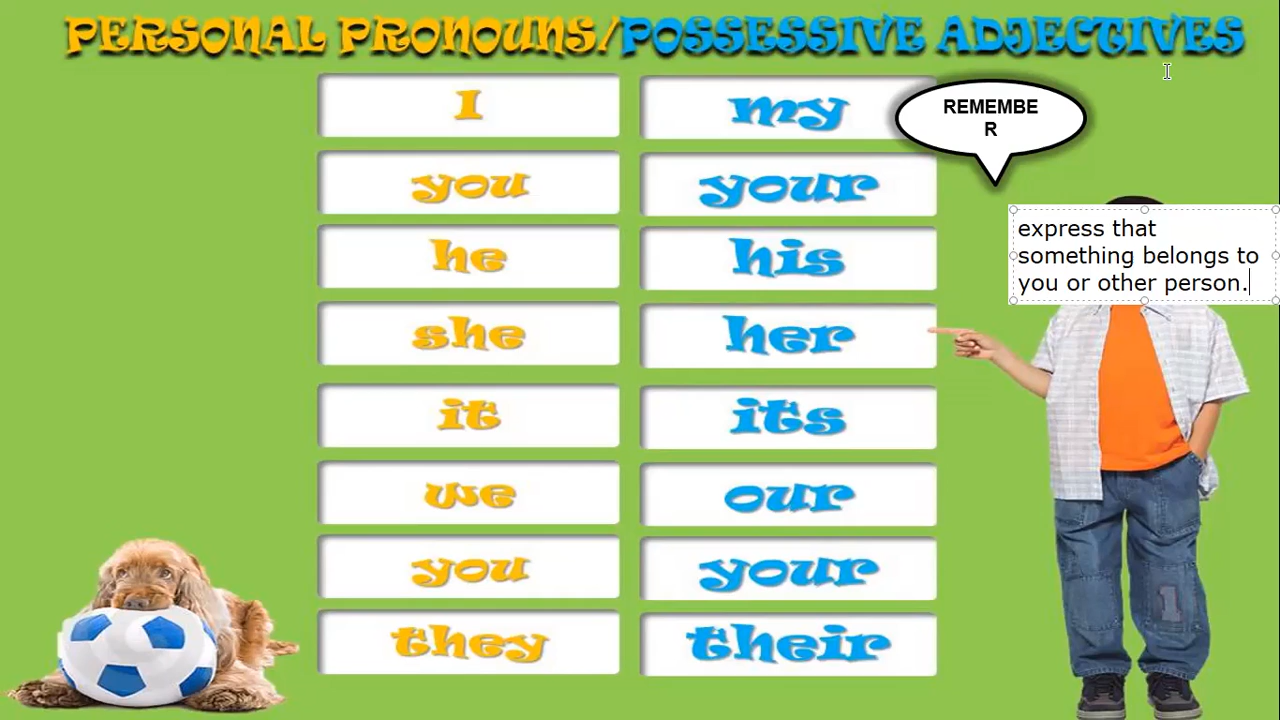 PERSONAL PRONOUNS/POSSESSIVE ADJECTIVES
I my
you your
he his
she her
it its
we our
you your
they their
REMEMBE
R
express that
something belongs to
you or other person.
1